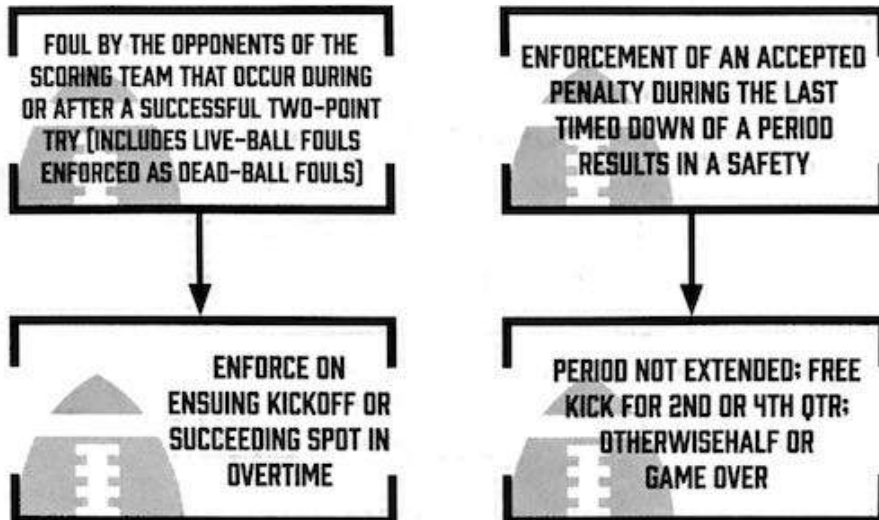 FOUL BY THE OPPONENTS OF THE
SCORING TEAM THAT OCCUR DURING
OR AFTER A SUCCESSFUL TWO-POINT
TRY (INCLUDES LIVE-BALL FOULS
ENFORCED AS DEAD-BALL FOULS)
ENFORCEMENT OF AN ACCEPTED
PENALTY DURING THE LAST
TIMED DOWN OF A PERIOD
RESULTS IN A SAFETY
ENFORCE ON
ENSUING KICKOFF OR
SUCCEEDING SPOT IN
OVERTIME
PERIOD NOT EXTENDED; FREE
KICK FOR 2ND OR 4TH QTR;
OTHERWISEHALF OR
GAME OVER